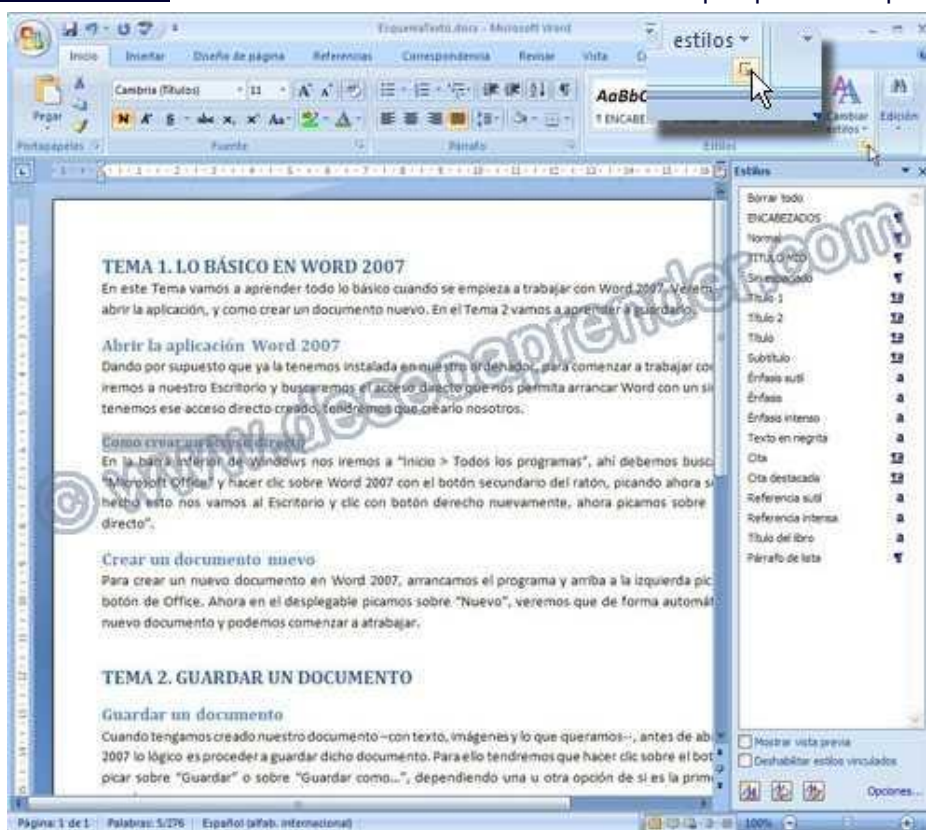 EsquemaTexto.docx - Microsoft Word
estilos
Inicio Insertar Diseño de página Referencias Correspondencia Revisar Vista
Pegar
Cambria (Títulos) 11
N K S abc x, x' Aa
AaBbC
¶ ENCABE
Cambiar estilos
Edición
Portapapeles Fuente Párrafo Estilos
Estilos
Borrar todo
ENCABEZADOS
Normal
Sin espaciado
Título 1
Título 2
Título
Subtítulo
Énfasis sutil
Énfasis
Énfasis intenso
Texto en negrita
Cita
Cita destacada
Referencia sutil
Referencia intensa
Título del libro
Párrafo de lista
Mostrar vista previa
Deshabilitar estilos vinculados
Opciones...
TEMA 1. LO BÁSICO EN WORD 2007
En este Tema vamos a aprender todo lo básico cuando se empieza a trabajar con Word 2007. Verem
abrir la aplicación, y como crear un documento nuevo. En el Tema 2 vamos a aprender a guardarlo.
Abrir la aplicación Word 2007
Dando por supuesto que ya la tenemos instalada en nuestro ordenador, para comenzar a trabajar con
iremos a nuestro Escritorio y buscaremos el acceso directo que nos permita arrancar Word con un si
tenemos ese acceso directo creado, tendremos que crearlo nosotros.
Como crear un acceso directo
En la barra inferior de Windows nos iremos a "Inicio > Todos los programas", ahí debemos busc
"Microsoft Office" y hacer clic sobre Word 2007 con el botón secundario del ratón, picando ahora s
hecho esto nos vamos al Escritorio y clic con botón derecho nuevamente, ahora picamos sobre
directo".
Crear un documento nuevo
Para crear un nuevo documento en Word 2007, arrancamos el programa y arriba a la izquierda pic
botón de Office. Ahora en el desplegable picamos sobre "Nuevo", veremos que de forma automát
nuevo documento y podemos comenzar a atrabajar.
TEMA 2. GUARDAR UN DOCUMENTO
Guardar un documento
Cuando tengamos creado nuestro documento –con texto, imágenes y lo que queramos--, antes de ab
2007 lo lógico es proceder a guardar dicho documento. Para ello tendremos que hacer clic sobre el bot
picar sobre "Guardar" o sobre "Guardar como...", dependiendo una u otra opción de si es la prim
© www.deseoaprender.com
Página: 1 de 1 Palabras: 5/276 Español (alfab. internacional) 100%